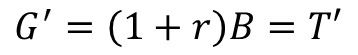 G′ = (1 + r)B = T′